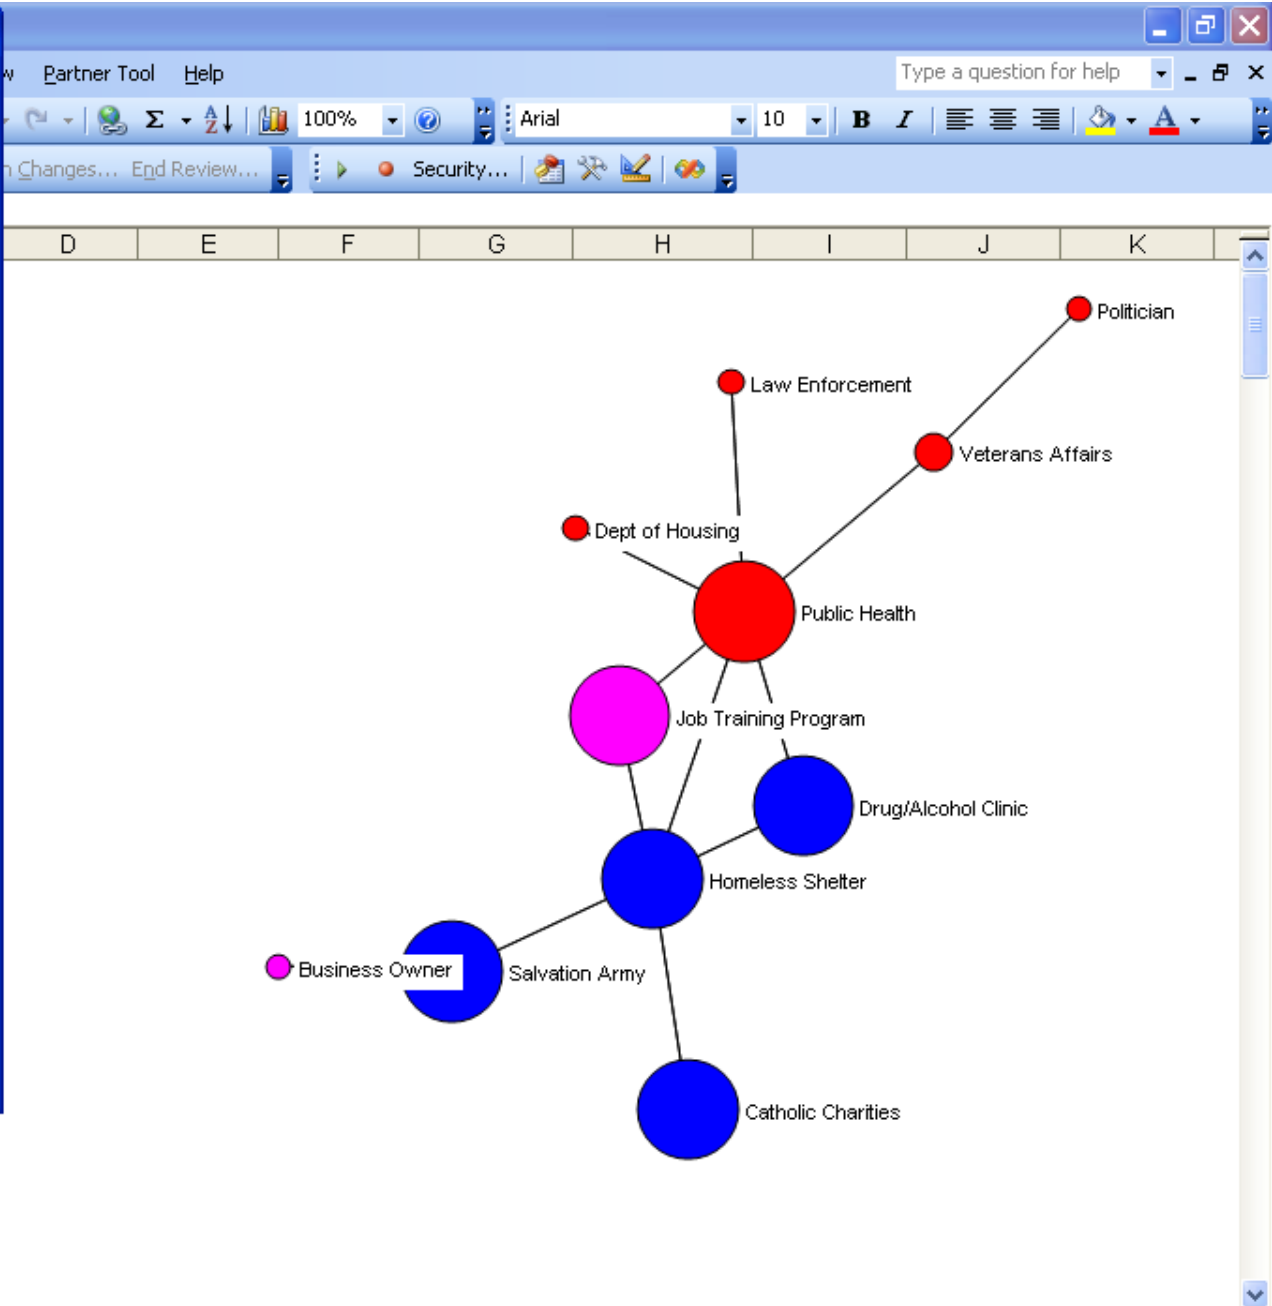 Partner Tool Help Type a question for help
Σ A Z 100% Arial 10 B I A
Changes... End Review... Security...
D E F G H I J K
Politician
Law Enforcement
Veterans Affairs
Dept of Housing
Public Health
Job Training Program
Drug/Alcohol Clinic
Homeless Shelter
Business Owner
Salvation Army
Catholic Charities